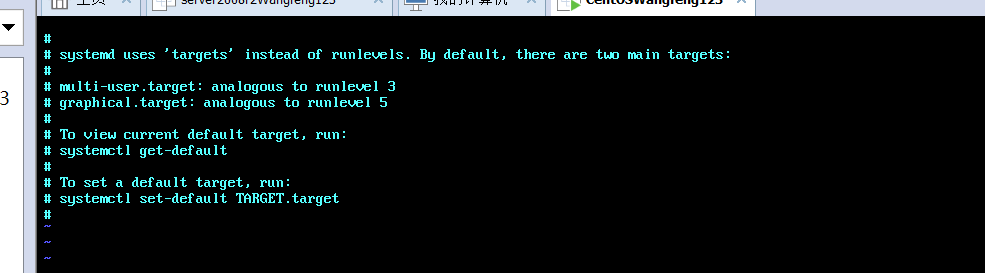 主页
server2008r2wangfeng123
我的计算机
CentOSwangfeng123
3
#
# systemd uses 'targets' instead of runlevels. By default, there are two main targets:
#
# multi-user.target: analogous to runlevel 3
# graphical.target: analogous to runlevel 5
#
# To view current default target, run:
# systemctl get-default
#
# To set a default target, run:
# systemctl set-default TARGET.target
#
~
~
~